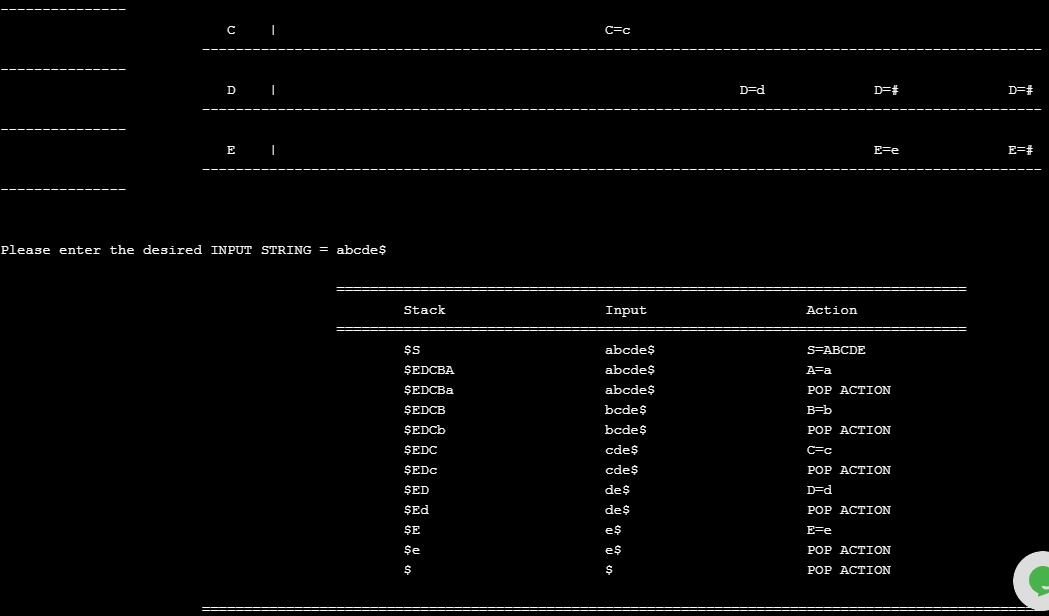 ---------------
C | C=c
----------------------------------------------------------------------------------------------------
---------------
D | D=d D=# D=#
----------------------------------------------------------------------------------------------------
---------------
E | E=e E=#
----------------------------------------------------------------------------------------------------
---------------
Please enter the desired INPUT STRING = abcde$
===========================================================================
Stack Input Action
===========================================================================
$S abcde$ S=ABCDE
$EDCBA abcde$ A=a
$EDCBa abcde$ POP ACTION
$EDCB bcde$ B=b
$EDCb bcde$ POP ACTION
$EDC cde$ C=c
$EDc cde$ POP ACTION
$ED de$ D=d
$Ed de$ POP ACTION
$E e$ E=e
$e e$ POP ACTION
$ $ POP ACTION
====================================================================================================